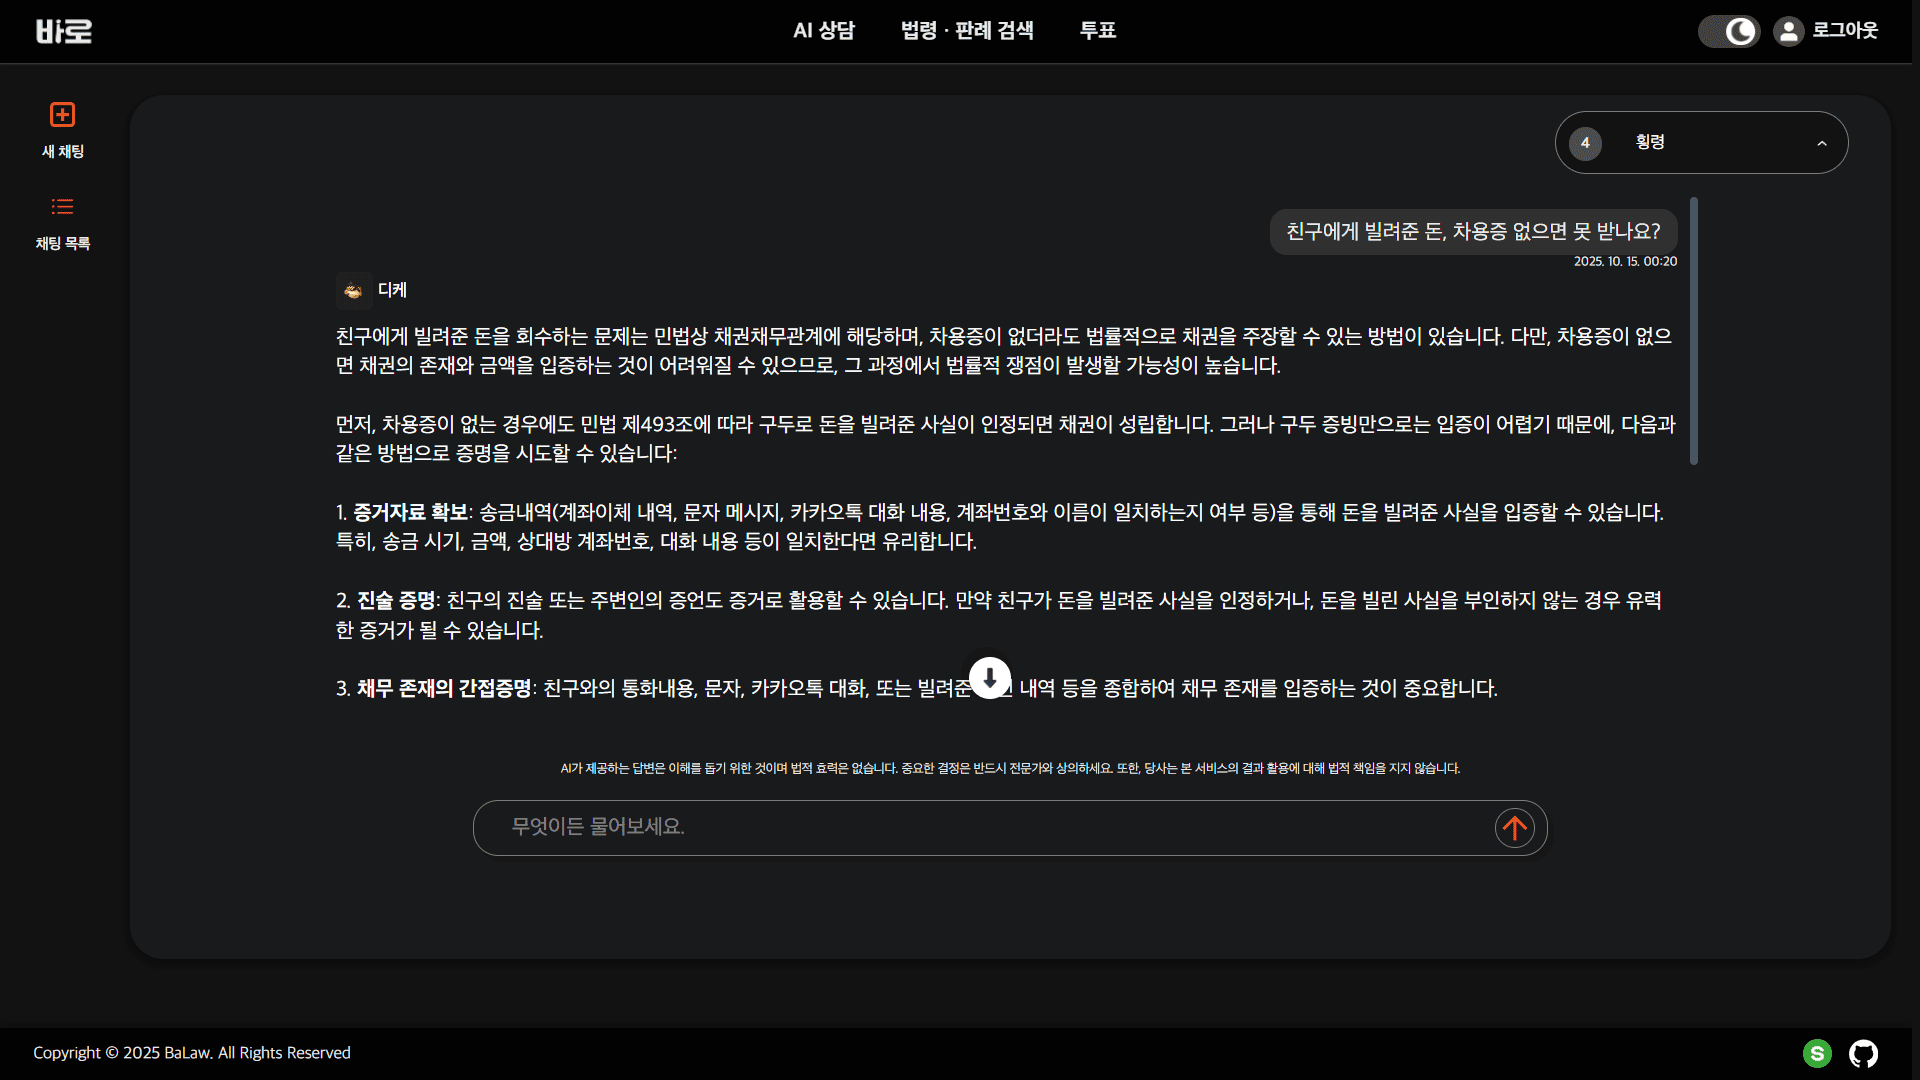 바로
AI 상담
법령 · 판례 검색
투표
로그아웃
새 채팅
채팅 목록
4
횡령
친구에게 빌려준 돈, 차용증 없으면 못 받나요?
2025. 10. 15. 00:20
디케
친구에게 빌려준 돈을 회수하는 문제는 민법상 채권채무관계에 해당하며, 차용증이 없더라도 법률적으로 채권을 주장할 수 있는 방법이 있습니다. 다만, 차용증이 없으
면 채권의 존재와 금액을 입증하는 것이 어려워질 수 있으므로, 그 과정에서 법률적 쟁점이 발생할 가능성이 높습니다.
먼저, 차용증이 없는 경우에도 민법 제493조에 따라 구두로 돈을 빌려준 사실이 인정되면 채권이 성립합니다. 그러나 구두 증빙만으로는 입증이 어렵기 때문에, 다음과
같은 방법으로 증명을 시도할 수 있습니다:
1. 증거자료 확보: 송금내역(계좌이체 내역, 문자 메시지, 카카오톡 대화 내용, 계좌번호와 이름이 일치하는지 여부 등)을 통해 돈을 빌려준 사실을 입증할 수 있습니다.
특히, 송금 시기, 금액, 상대방 계좌번호, 대화 내용 등이 일치한다면 유리합니다.
2. 진술 증명: 친구의 진술 또는 주변인의 증언도 증거로 활용할 수 있습니다. 만약 친구가 돈을 빌려준 사실을 인정하거나, 돈을 빌린 사실을 부인하지 않는 경우 유력
한 증거가 될 수 있습니다.
3. 채무 존재의 간접증명: 친구와의 통화내용, 문자, 카카오톡 대화, 또는 빌려준 내역 등을 종합하여 채무 존재를 입증하는 것이 중요합니다.
AI가 제공하는 답변은 이해를 돕기 위한 것이며 법적 효력은 없습니다. 중요한 결정은 반드시 전문가와 상의하세요. 또한, 당사는 본 서비스의 결과 활용에 대해 법적 책임을 지지 않습니다.
무엇이든 물어보세요.
Copyright © 2025 BaLaw. All Rights Reserved
S